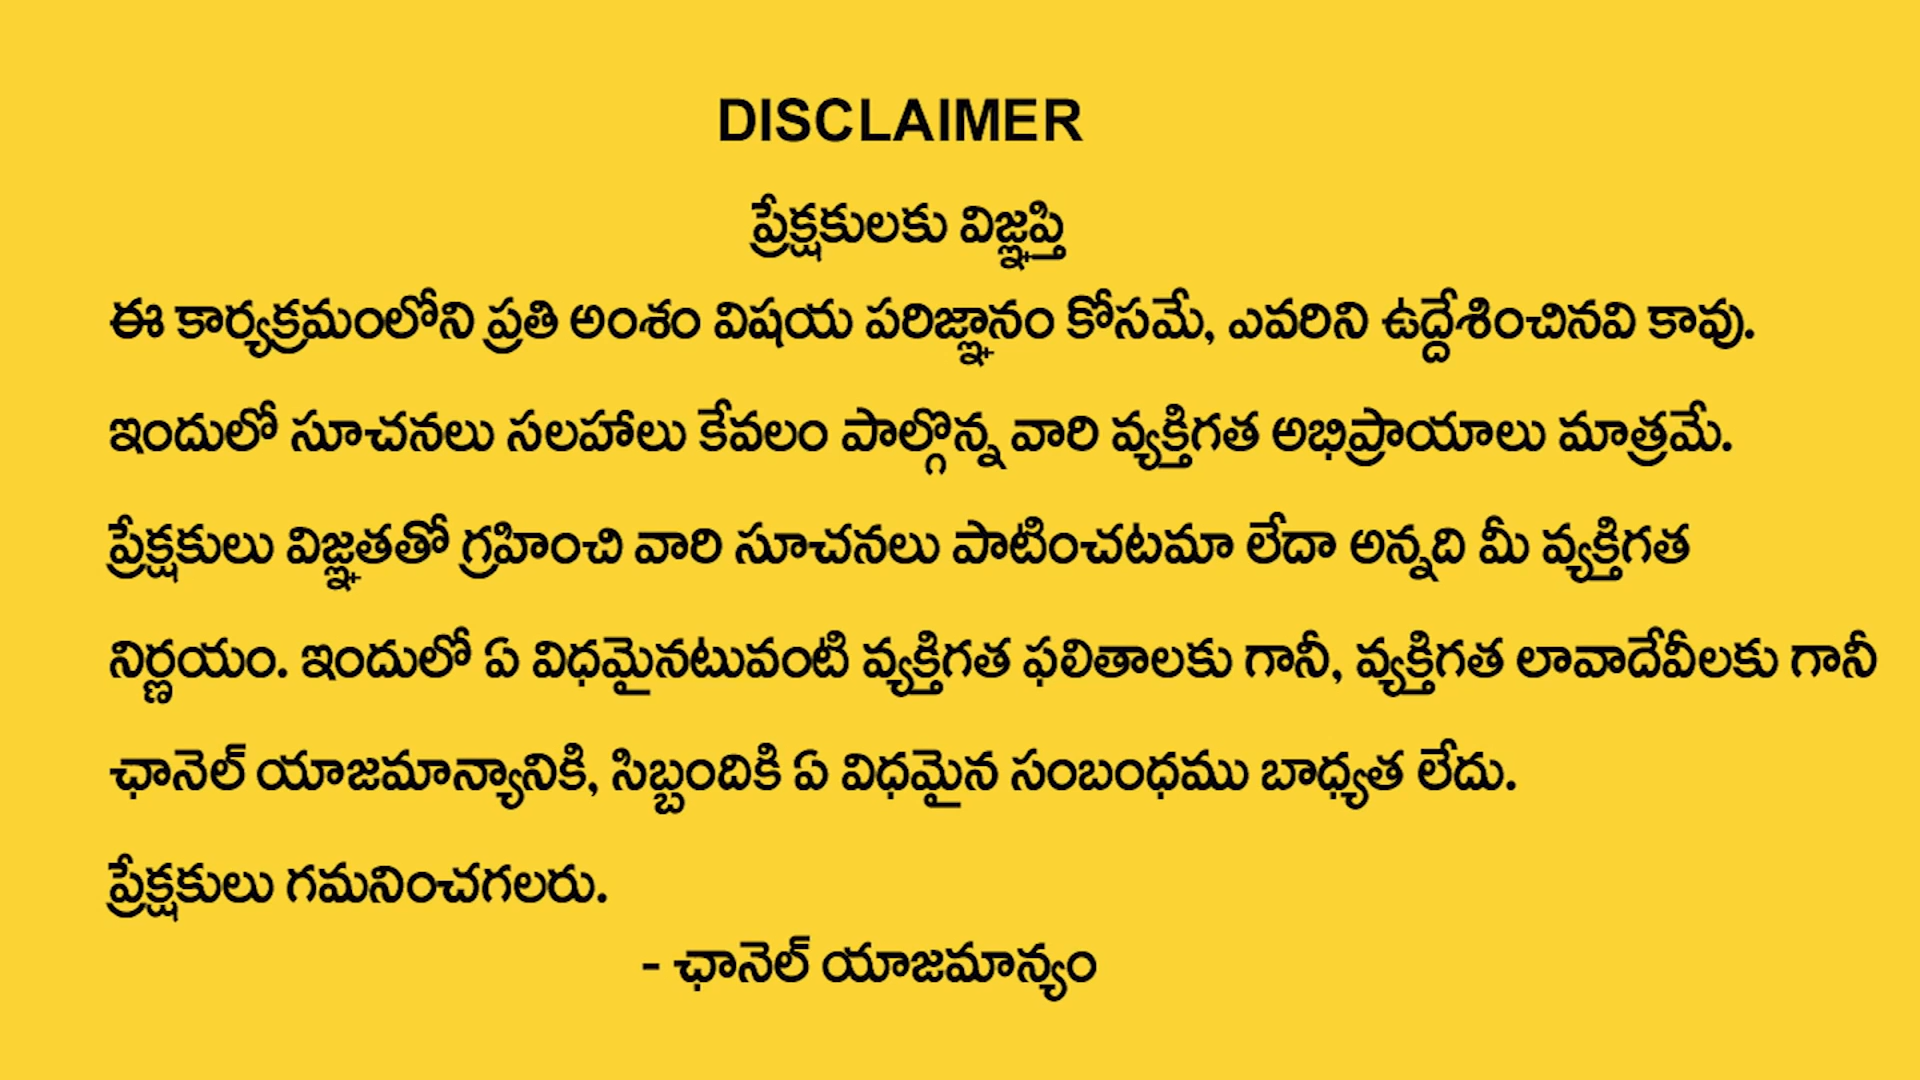 DISCLAIMER
ప్రేక్షకులకు విజ్ఞప్తి
ఈ కార్యక్రమంలోని ప్రతి అంశం విషయ పరిజ్ఞానం కోసమే, ఎవరిని ఉద్దేశించినవి కావు.
ఇందులో సూచనలు సలహాలు కేవలం పాల్గొన్న వారి వ్యక్తిగత అభిప్రాయాలు మాత్రమే.
ప్రేక్షకులు విజ్ఞతతో గ్రహించి వారి సూచనలు పాటించటమా లేదా అన్నది మీ వ్యక్తిగత
నిర్ణయం. ఇందులో ఏ విధమైనటువంటి వ్యక్తిగత ఫలితాలకు గానీ, వ్యక్తిగత లావాదేవీలకు గానీ
ఛానెల్ యాజమాన్యానికి, సిబ్బందికి ఏ విధమైన సంబంధము బాధ్యత లేదు.
ప్రేక్షకులు గమనించగలరు.
- ఛానెల్ యాజమాన్యం